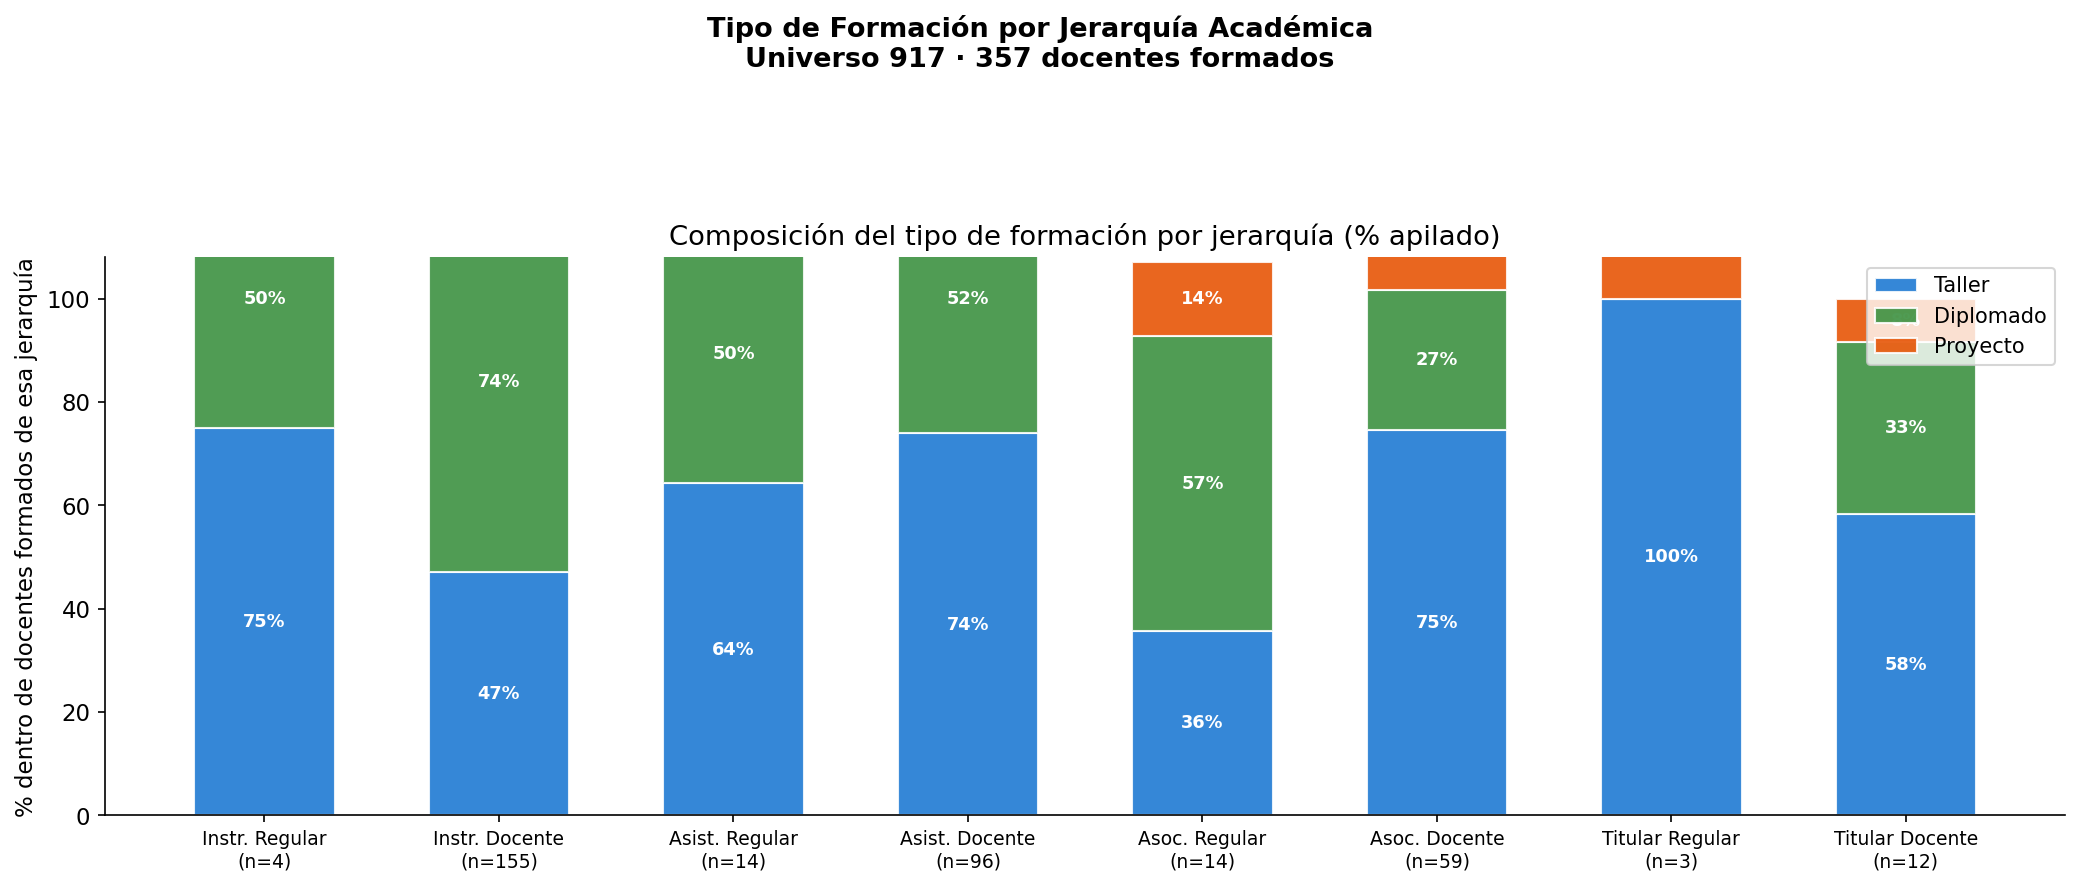 Tipo de Formación por Jerarquía Académica
Universo 917 · 357 docentes formados
Composición del tipo de formación por jerarquía (% apilado)
% dentro de docentes formados de esa jerarquía
100
80
60
40
20
0
50%
75%
74%
47%
50%
64%
52%
74%
14%
57%
36%
27%
75%
100%
33%
58%
Taller
Diplomado
Proyecto
Instr. Regular
(n=4)
Instr. Docente
(n=155)
Asist. Regular
(n=14)
Asist. Docente
(n=96)
Asoc. Regular
(n=14)
Asoc. Docente
(n=59)
Titular Regular
(n=3)
Titular Docente
(n=12)